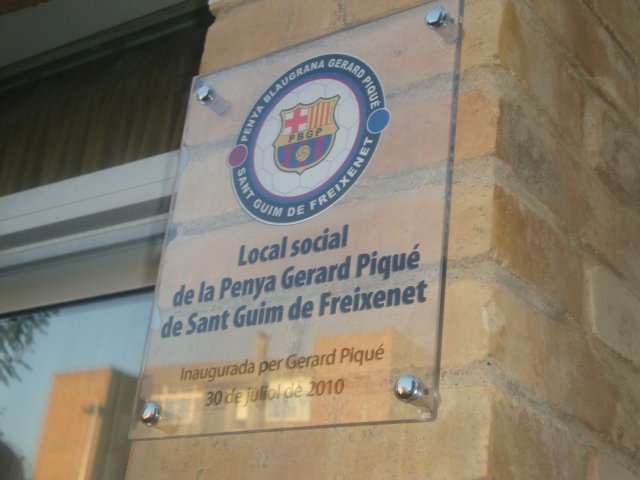 PENYA BLAUGRANA GERARD PIQUÉ
PBGP
SANT GUIM DE FREIXENET
Local social
de la Penya Gerard Piqué
de Sant Guim de Freixenet
Inaugurada per Gerard Piqué
30 de juliol de 2010